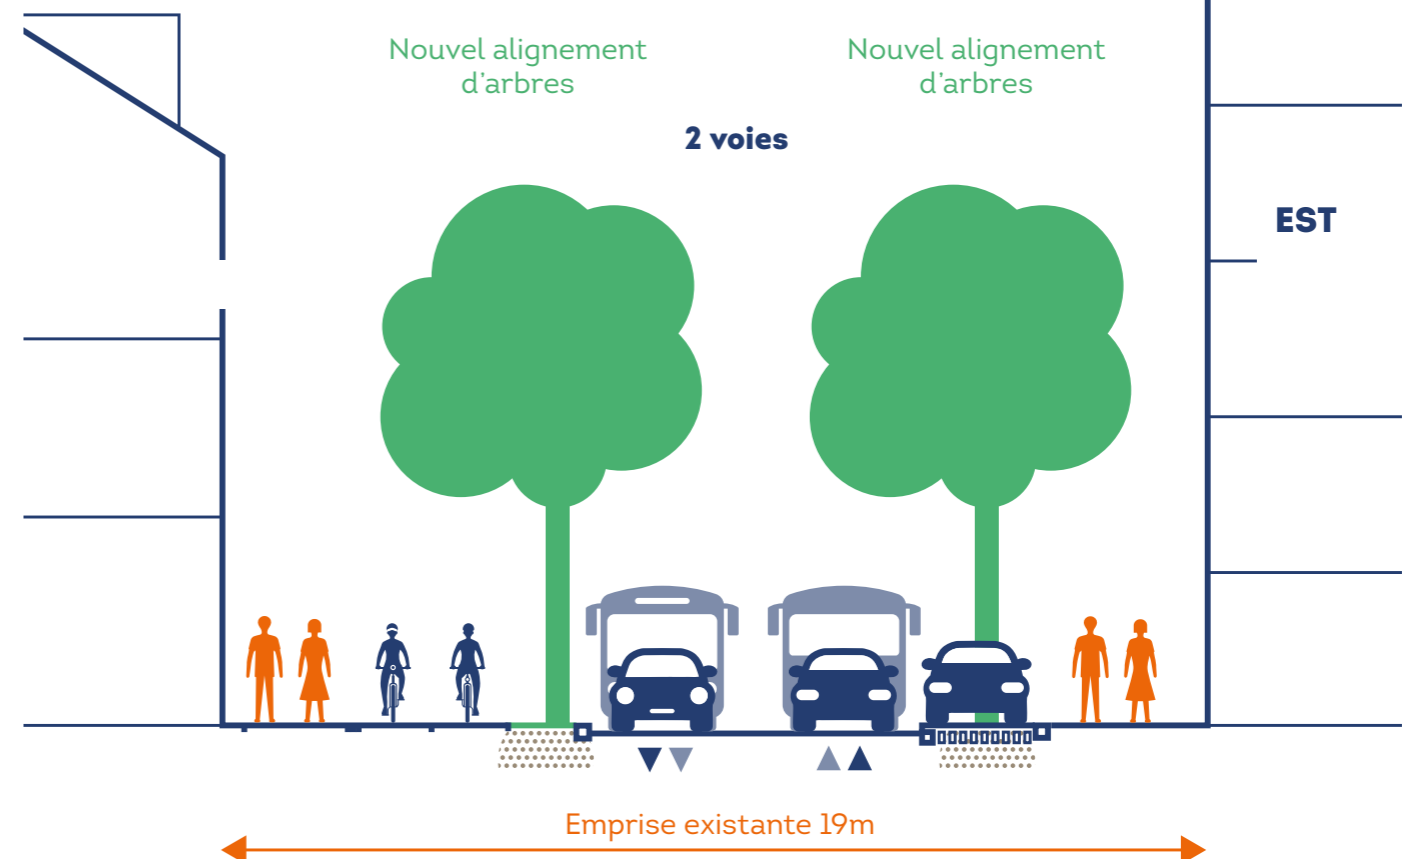 Nouvel alignement
d'arbres
Nouvel alignement
d'arbres
2 voies
EST
Emprise existante 19m